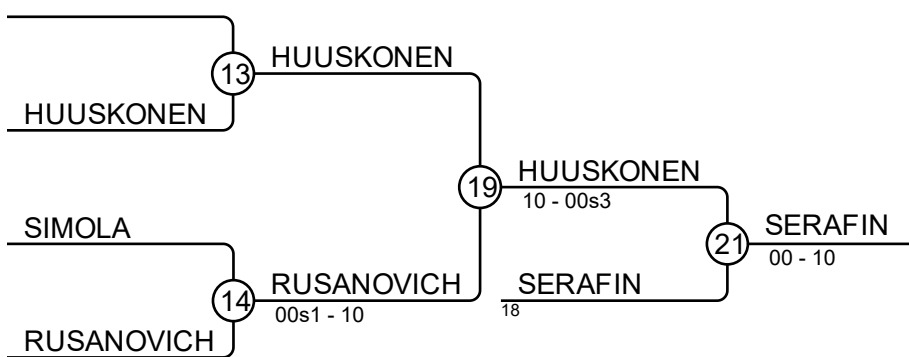 HUUSKONEN
13
HUUSKONEN
HUUSKONEN
19
10 - 00s3
SIMOLA
21
SERAFIN
00 - 10
14
RUSANOVICH
00s1 - 10
SERAFIN
18
RUSANOVICH